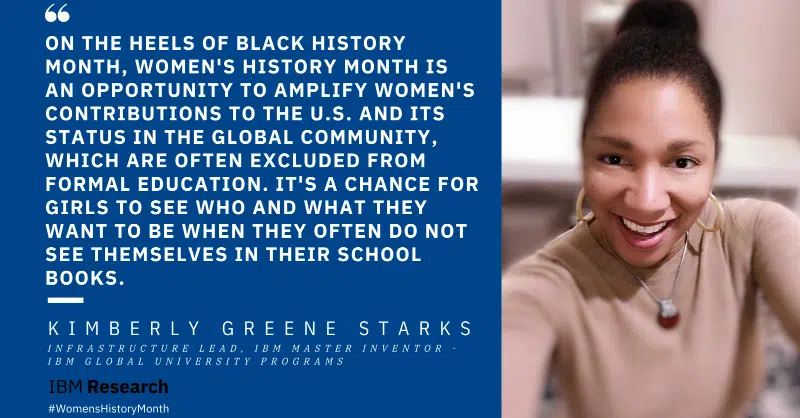 “
ON THE HEELS OF BLACK HISTORY
MONTH, WOMEN'S HISTORY MONTH IS
AN OPPORTUNITY TO AMPLIFY WOMEN'S
CONTRIBUTIONS TO THE U.S. AND ITS
STATUS IN THE GLOBAL COMMUNITY,
WHICH ARE OFTEN EXCLUDED FROM
FORMAL EDUCATION. IT'S A CHANCE FOR
GIRLS TO SEE WHO AND WHAT THEY
WANT TO BE WHEN THEY OFTEN DO NOT
SEE THEMSELVES IN THEIR SCHOOL
BOOKS.
KIMBERLY GREENE STARKS
INFRASTRUCTURE LEAD, IBM MASTER INVENTOR -
IBM GLOBAL UNIVERSITY PROGRAMS
IBM Research
#WomensHistoryMonth